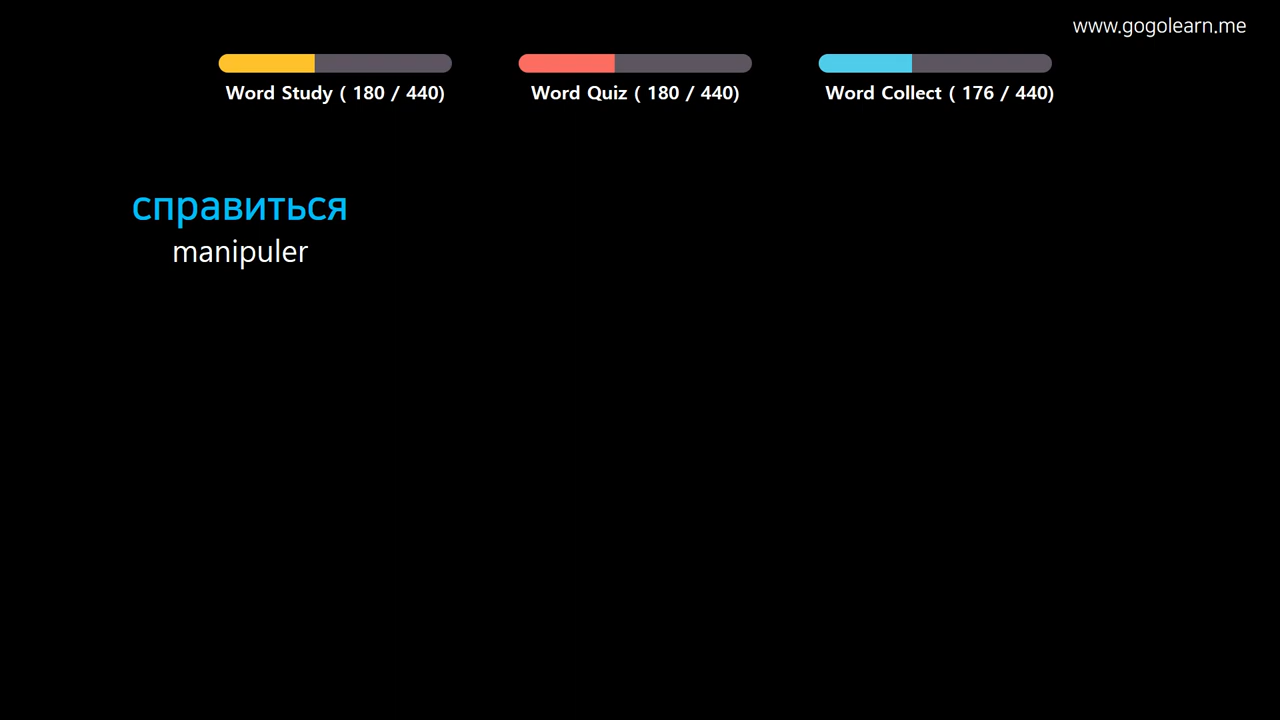 www.gogolearn.me
Word Study ( 180 / 440)
Word Quiz ( 180 / 440)
Word Collect ( 176 / 440)
справиться
manipuler